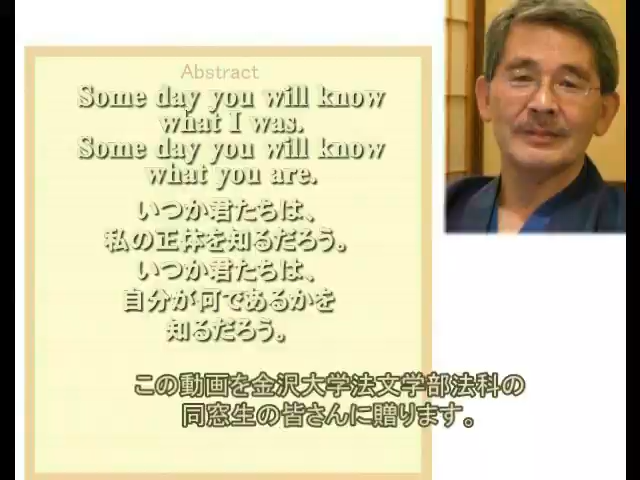 Abstract
Some day you will know
what I was.
Some day you will know
what you are.
いつか君たちは、
私の正体を知るだろう。
いつか君たちは、
自分が何であるかを
知るだろう。
この動画を金沢大学法文学部法科の
同窓生の皆さんに贈ります。